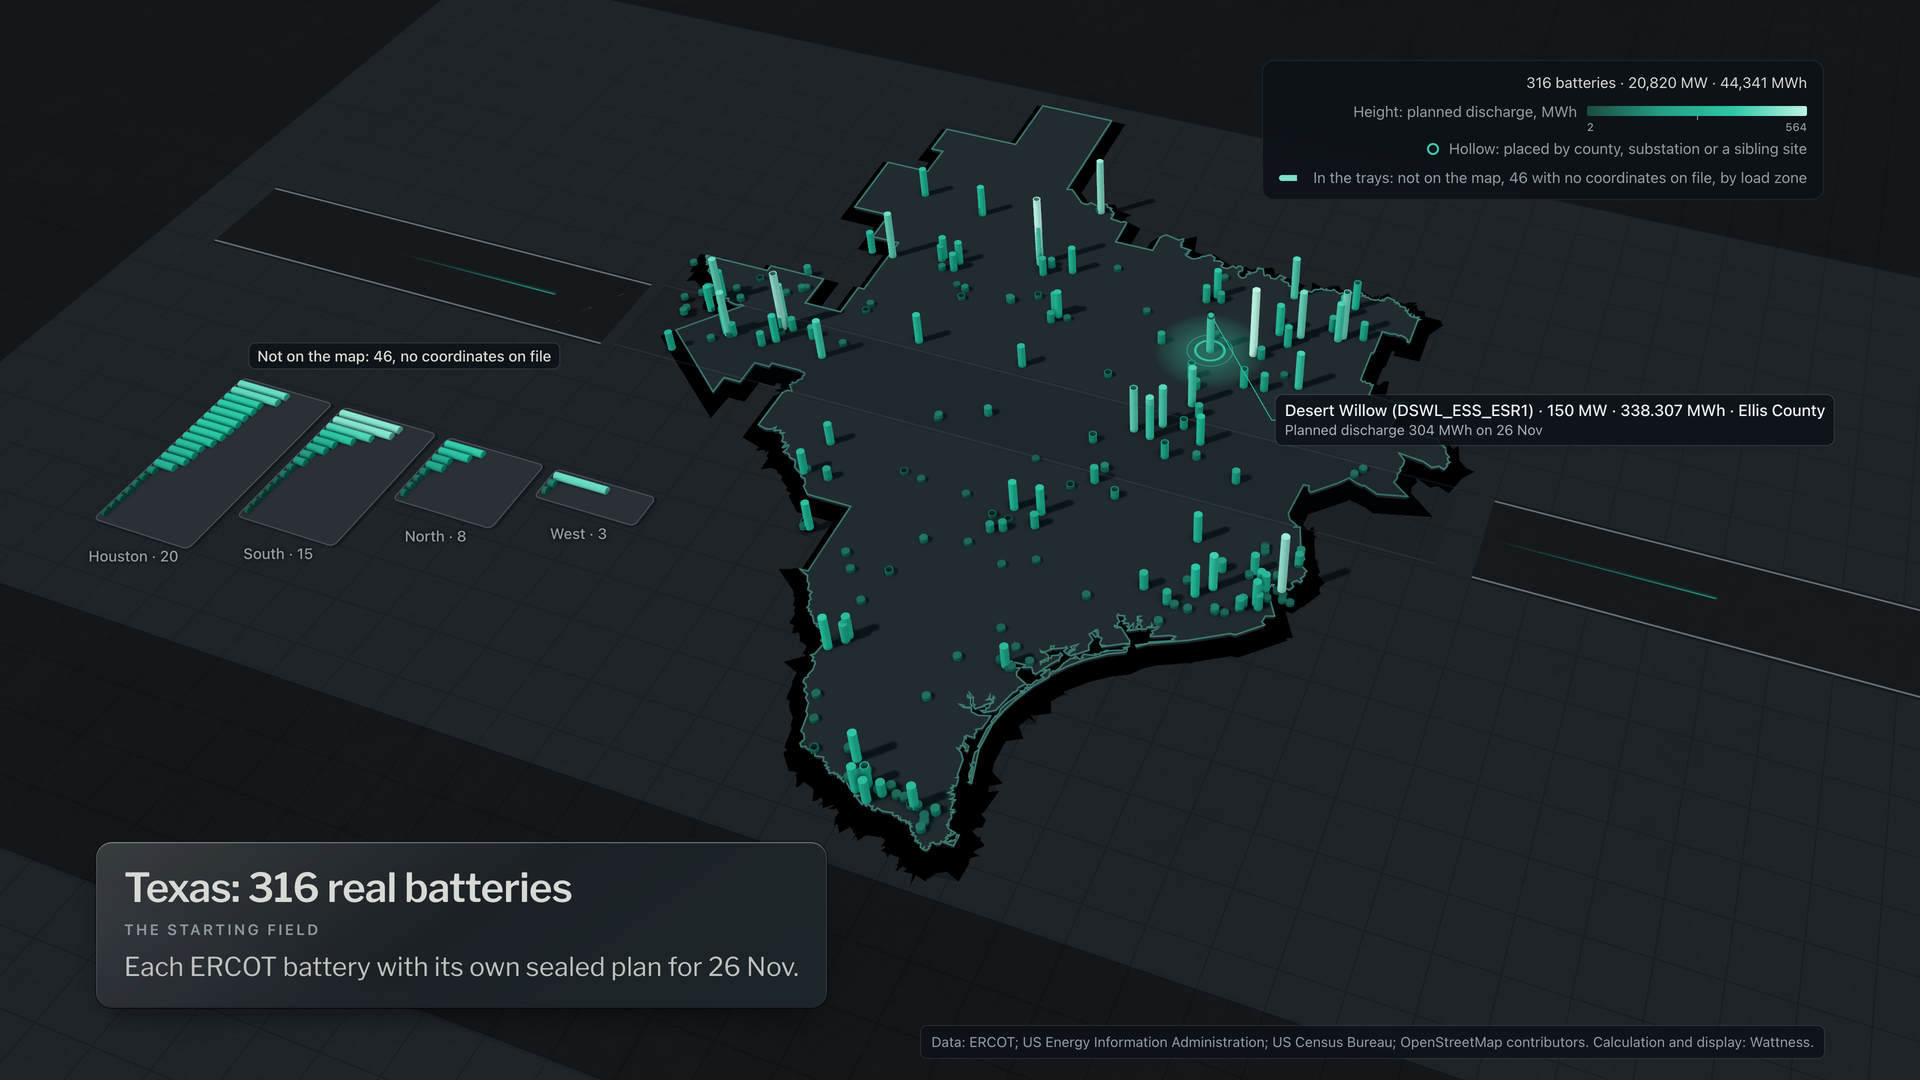 316 batteries · 20,820 MW · 44,341 MWh
Height: planned discharge, MWh
2 564
Hollow: placed by county, substation or a sibling site
In the trays: not on the map, 46 with no coordinates on file, by load zone
Not on the map: 46, no coordinates on file
Desert Willow (DSWL_ESS_ESR1) · 150 MW · 338.307 MWh · Ellis County
Planned discharge 304 MWh on 26 Nov
Houston · 20
South · 15
North · 8
West · 3
Texas: 316 real batteries
THE STARTING FIELD
Each ERCOT battery with its own sealed plan for 26 Nov.
Data: ERCOT; US Energy Information Administration; US Census Bureau; OpenStreetMap contributors. Calculation and display: Wattness.